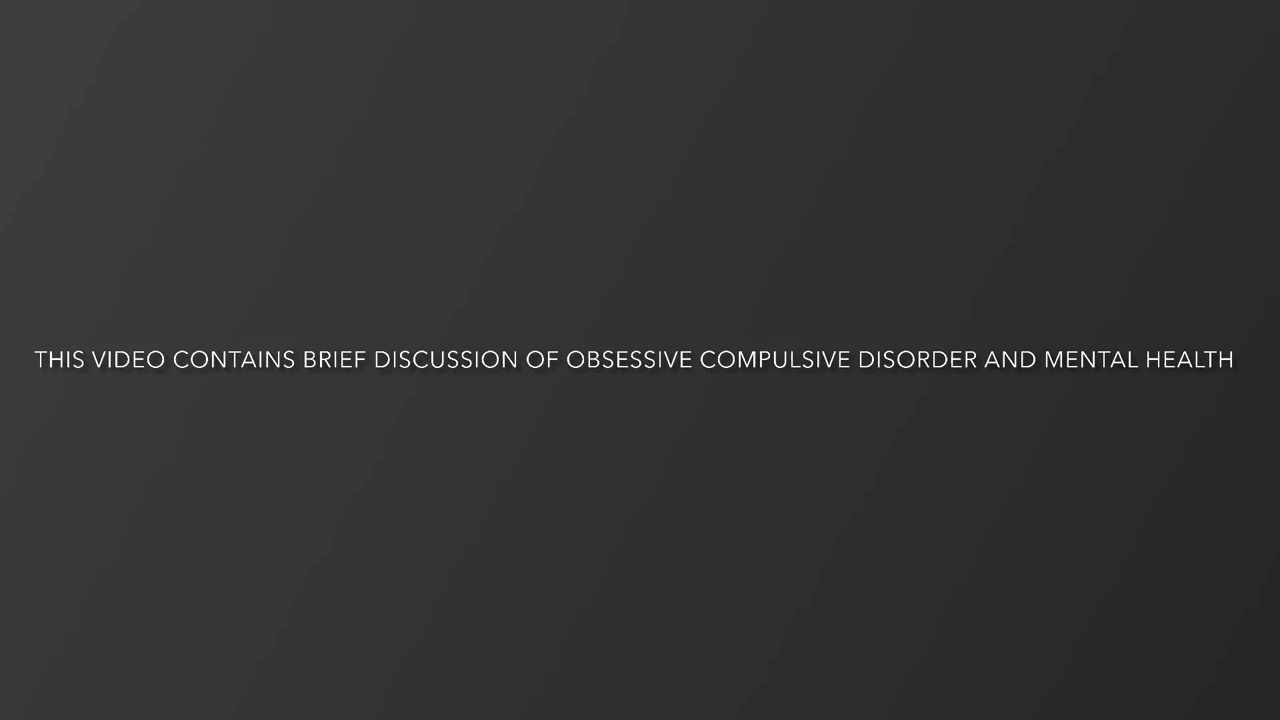 THIS VIDEO CONTAINS BRIEF DISCUSSION OF OBSESSIVE COMPULSIVE DISORDER AND MENTAL HEALTH